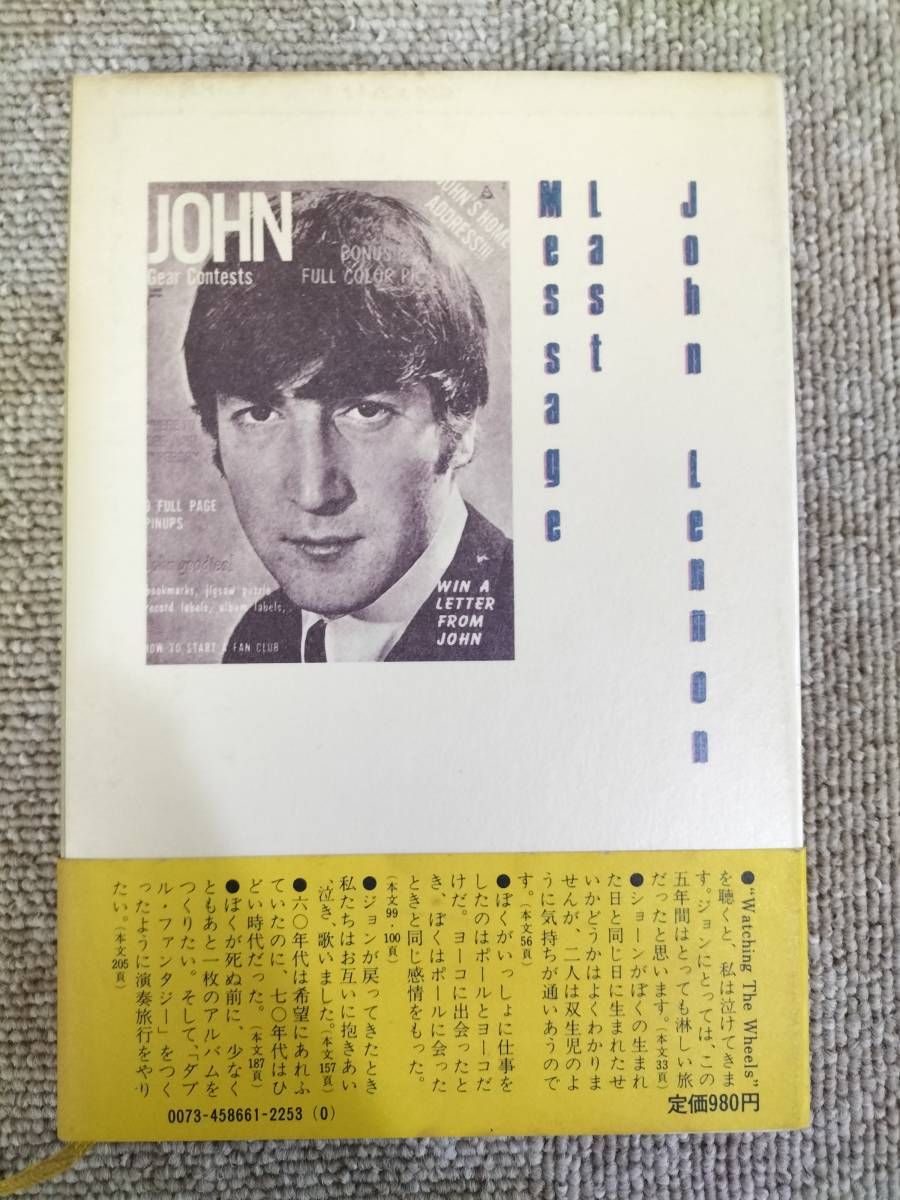 John Lennon
Last
Message
JOHN
Gear Contests
BONUS
FULL COLOR PI
JOHN'S HOME
ADDRESS!!!
9 FULL PAGE
PINUPS
goodies!
bookmarks, jigsaw puzzle
record labels, album labels,
HOW TO START A FAN CLUB
WIN A
LETTER
FROM
JOHN
●“Watching The Wheels”
を聴くと、私は泣けてきま
す。ジョンにとっては、この
五年間はとっても淋しい旅
だったと思います。(本文33頁)
●ショーンがぼくの生まれ
た日と同じ日に生まれたせ
いかどうかはよくわかりま
せんが、二人は双生児のよ
うに気持ちが通いあうので
す。(本文56頁)
●ぼくがいっしょに仕事を
したのはポールとヨーコだ
けだ。ヨーコに出会ったと
き、ぼくはポールに会った
ときと同じ感情をもった。
(本文99・100頁)
●ジョンが戻ってきたとき
私たちはお互いに抱きあい
、泣き、歌いました。(本文157頁)
●六〇年代は希望にあれふ
ていたのに、七〇年代はひ
どい時代だった。(本文187頁)
●ぼくが死ぬ前に、少なく
ともあと一枚のアルバムを
つくりたい。そして、「ダブ
ル・ファンタジー」をつく
ったように演奏旅行をやり
たい。(本文205頁)
0073-458661-2253(0)
定価980円